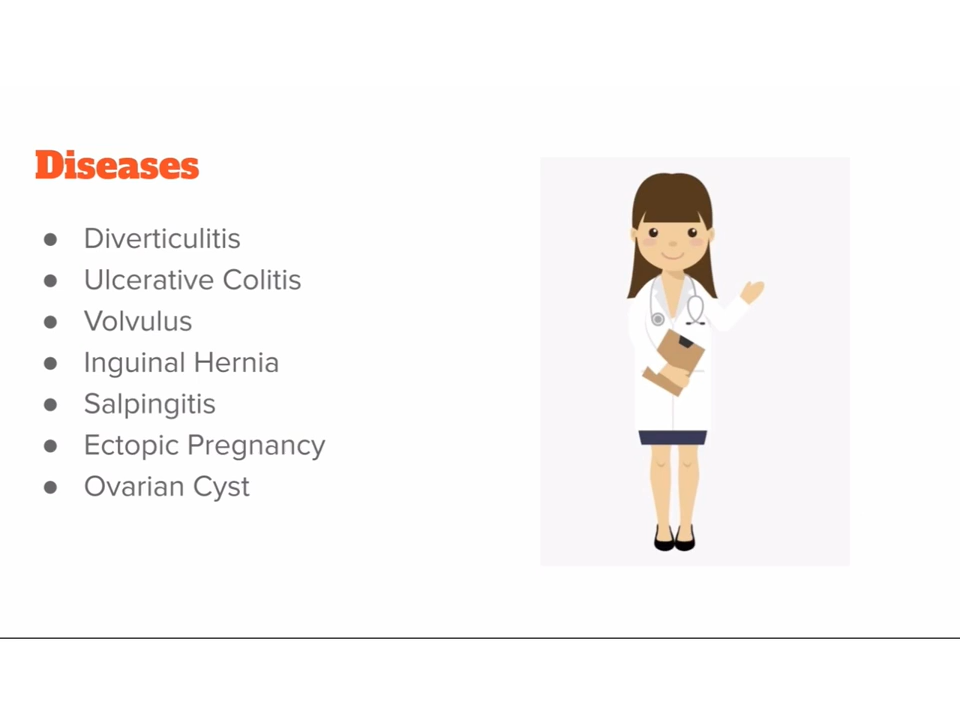 Diseases
● Diverticulitis
● Ulcerative Colitis
● Volvulus
● Inguinal Hernia
● Salpingitis
● Ectopic Pregnancy
● Ovarian Cyst